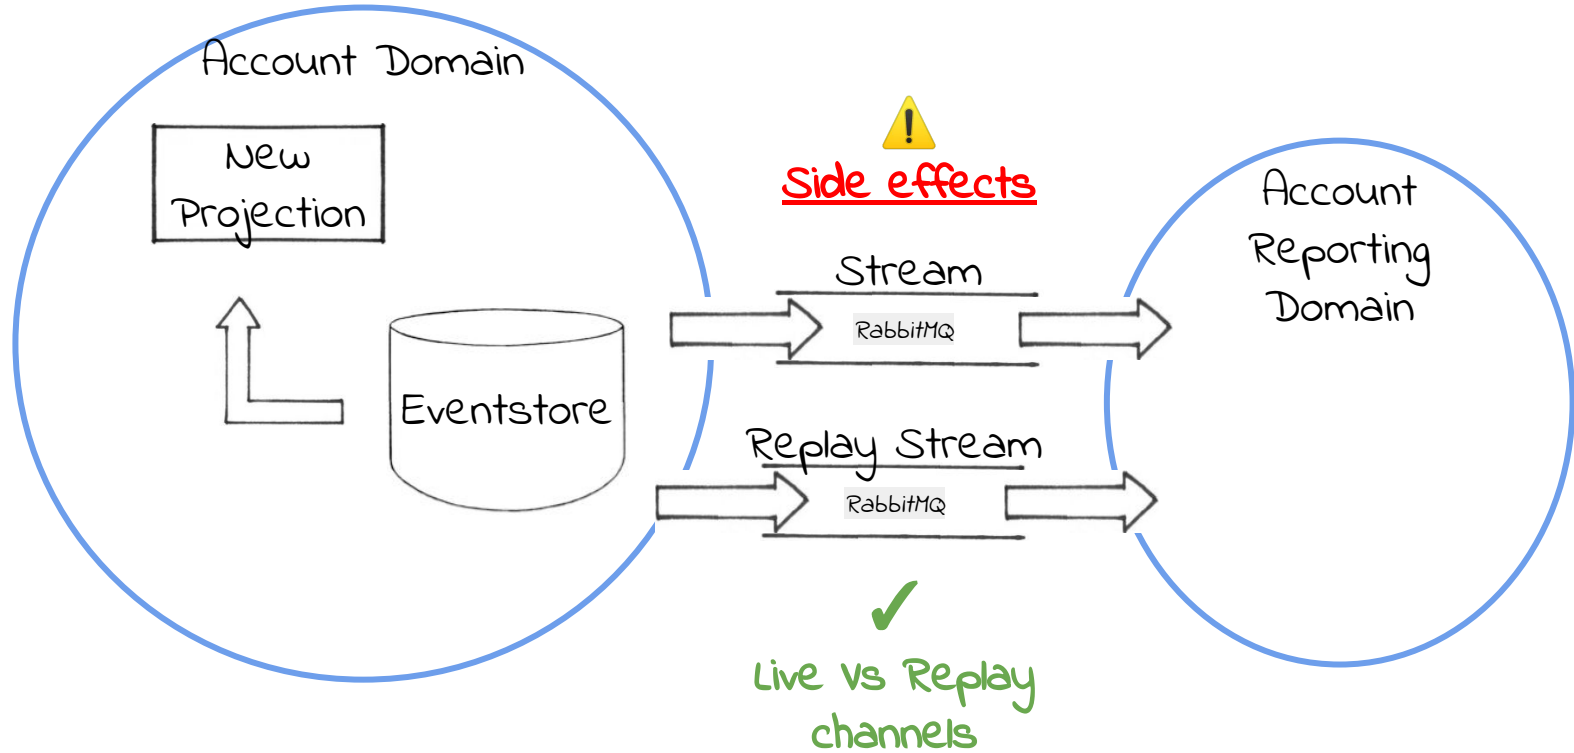 Account Domain
New
Projection
Eventstore
Side effects
Stream
RabbitMQ
Replay Stream
RabbitMQ
Live Vs Replay
channels
Account
Reporting
Domain